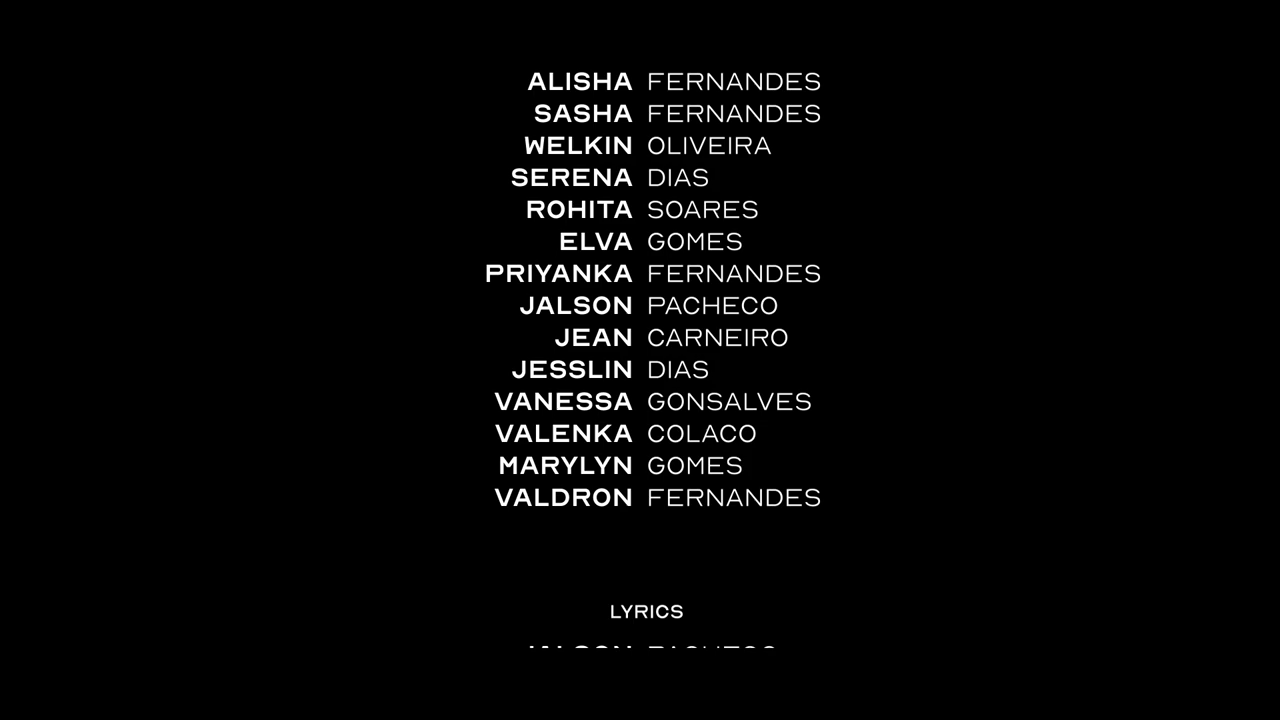 ALISHA FERNANDES
SASHA FERNANDES
WELKIN OLIVEIRA
SERENA DIAS
ROHITA SOARES
ELVA GOMES
PRIYANKA FERNANDES
JALSON PACHECO
JEAN CARNEIRO
JESSLIN DIAS
VANESSA GONSALVES
VALENKA COLACO
MARYLYN GOMES
VALDRON FERNANDES
LYRICS